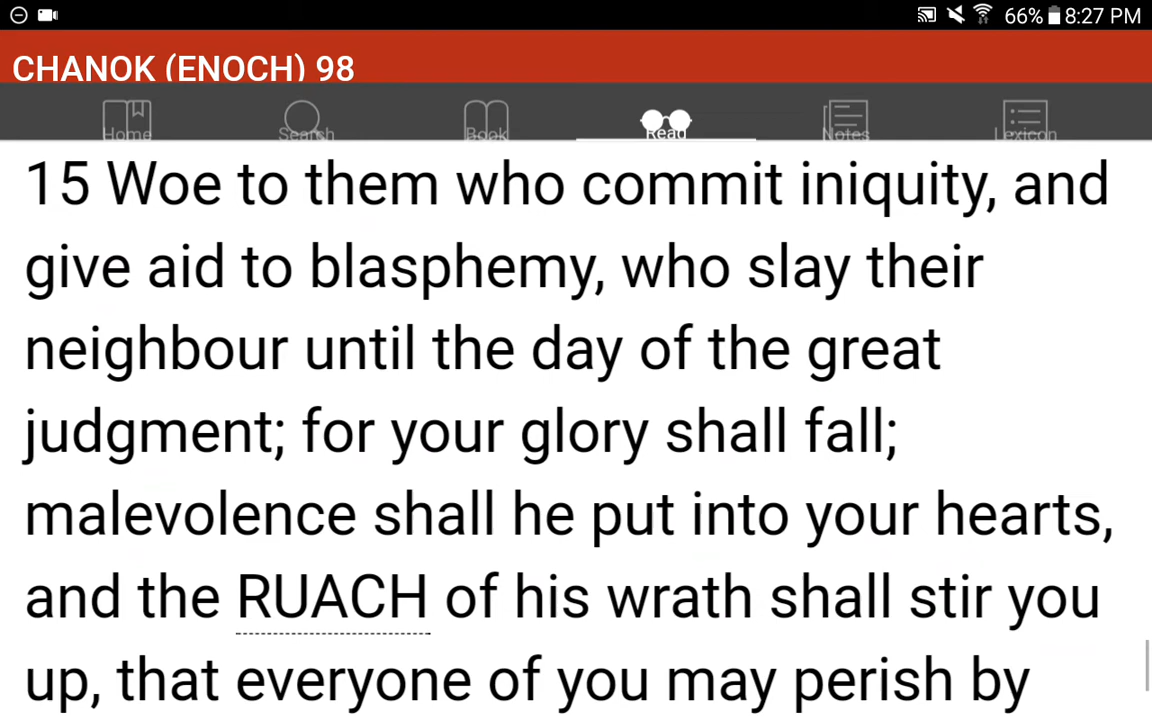 66% 8:27 PM
CHANOK (ENOCH) 98
Home Search Book Read Notes Lexicon
15 Woe to them who commit iniquity, and
give aid to blasphemy, who slay their
neighbour until the day of the great
judgment; for your glory shall fall;
malevolence shall he put into your hearts,
and the RUACH of his wrath shall stir you
up, that everyone of you may perish by